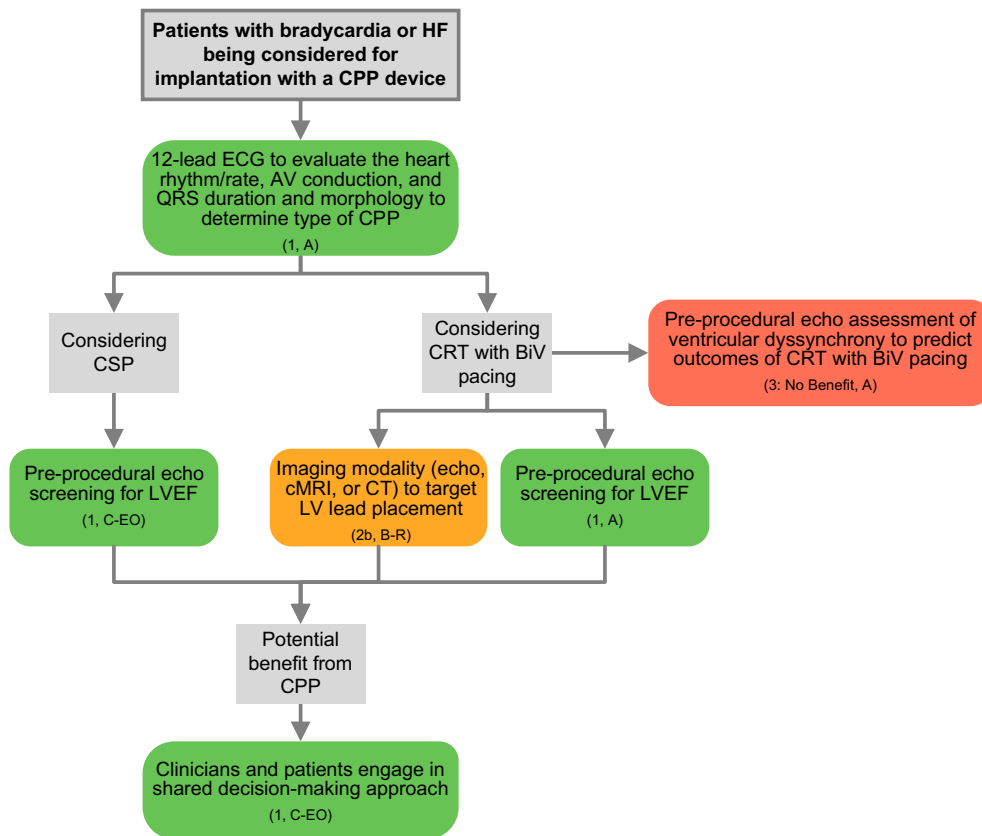 Patients with bradycardia or HF
being considered for
implantation with a CPP device
12-lead ECG to evaluate the heart
rhythm/rate, AV conduction, and
QRS duration and morphology to
determine type of CPP
(1, A)
Considering
CSP
Considering
CRT with BiV
pacing
Pre-procedural echo assessment of
ventricular dyssynchrony to predict
outcomes of CRT with BiV pacing
(3: No Benefit, A)
Pre-procedural echo
screening for LVEF
(1, C-EO)
Imaging modality (echo,
cMRI, or CT) to target
LV lead placement
(2b, B-R)
Pre-procedural echo
screening for LVEF
(1, A)
Potential
benefit from
CPP
Clinicians and patients engage in
shared decision-making approach
(1, C-EO)